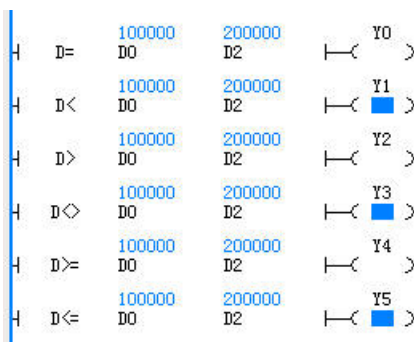 100000 200000 Y0
D= D0 D2
100000 200000 Y1
D< D0 D2
100000 200000 Y2
D> D0 D2
100000 200000 Y3
D<> D0 D2
100000 200000 Y4
D>= D0 D2
100000 200000 Y5
D<= D0 D2